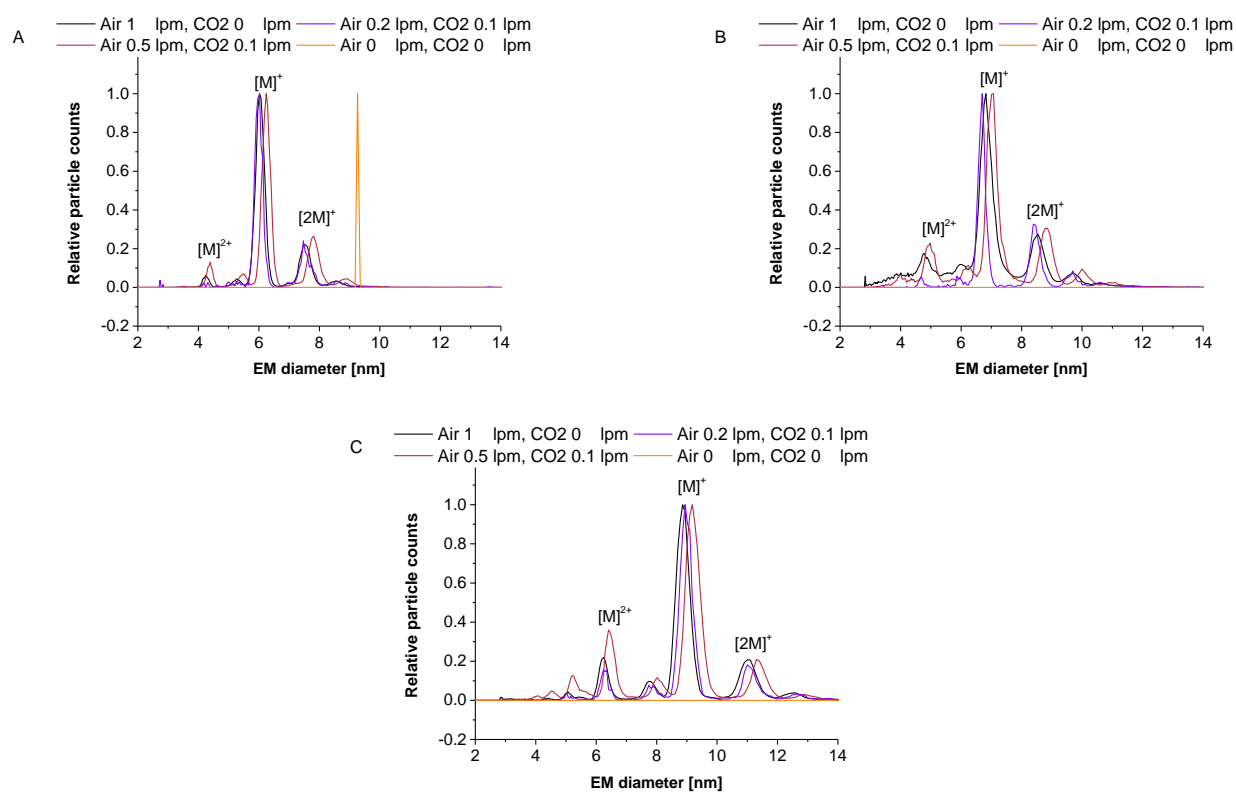 A
Air 1 lpm, CO2 0 lpm Air 0.2 lpm, CO2 0.1 lpm
Air 0.5 lpm, CO2 0.1 lpm Air 0 lpm, CO2 0 lpm
[M]+
[M]2+
[2M]+
1.0
0.8
0.6
0.4
0.2
0.0
-0.2
Relative particle counts
2 4 6 8 10 12 14
EM diameter [nm]
B
Air 1 lpm, CO2 0 lpm Air 0.2 lpm, CO2 0.1 lpm
Air 0.5 lpm, CO2 0.1 lpm Air 0 lpm, CO2 0 lpm
[M]+
[M]2+
[2M]+
1.0
0.8
0.6
0.4
0.2
0.0
-0.2
Relative particle counts
2 4 6 8 10 12 14
EM diameter [nm]
C
Air 1 lpm, CO2 0 lpm Air 0.2 lpm, CO2 0.1 lpm
Air 0.5 lpm, CO2 0.1 lpm Air 0 lpm, CO2 0 lpm
[M]+
[M]2+
[2M]+
1.0
0.8
0.6
0.4
0.2
0.0
-0.2
Relative particle counts
2 4 6 8 10 12 14
EM diameter [nm]